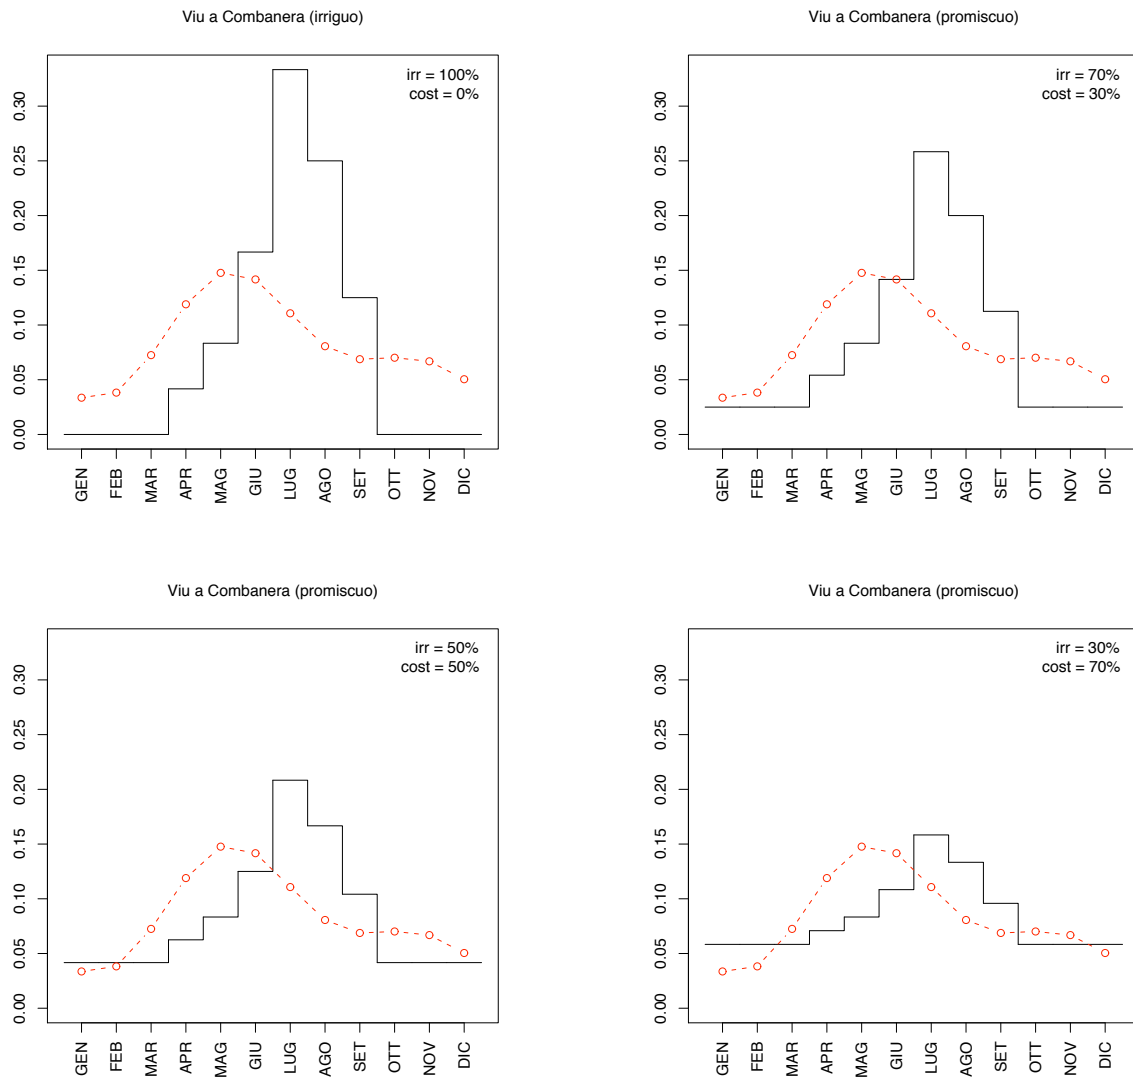 Viu a Combanera (irriguo)
irr = 100%
cost = 0%
0.30
0.25
0.20
0.15
0.10
0.05
0.00
GEN FEB MAR APR MAG GIU LUG AGO SET OTT NOV DIC
Viu a Combanera (promiscuo)
irr = 70%
cost = 30%
0.30
0.25
0.20
0.15
0.10
0.05
0.00
GEN FEB MAR APR MAG GIU LUG AGO SET OTT NOV DIC
Viu a Combanera (promiscuo)
irr = 50%
cost = 50%
0.30
0.25
0.20
0.15
0.10
0.05
0.00
GEN FEB MAR APR MAG GIU LUG AGO SET OTT NOV DIC
Viu a Combanera (promiscuo)
irr = 30%
cost = 70%
0.30
0.25
0.20
0.15
0.10
0.05
0.00
GEN FEB MAR APR MAG GIU LUG AGO SET OTT NOV DIC